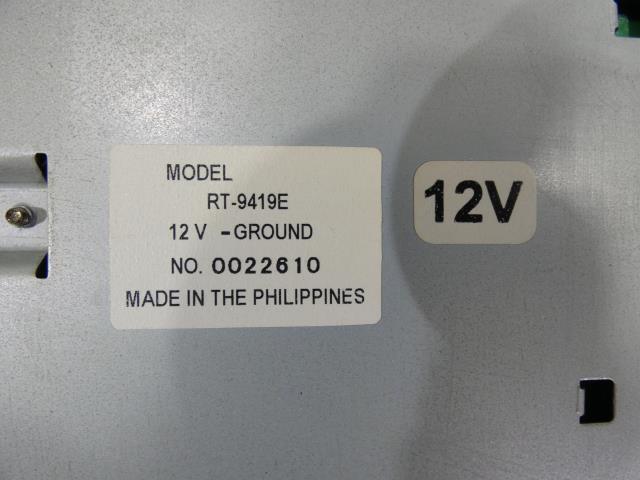 MODEL
RT-9419E
12 V -GROUND
NO. 0022610
MADE IN THE PHILIPPINES
12V